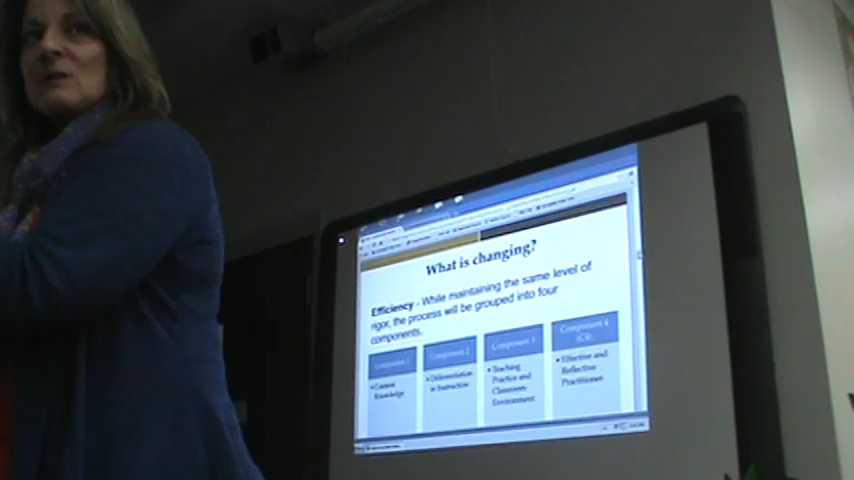 What is changing?
Efficiency - While maintaining the same level of
rigor, the process will be grouped into four
components.
Component 1
• Content
Knowledge
Component 2
• Differentiation
in Instruction
Component 3
• Teaching
Practice and
Classroom
Environment
Component 4
• Effective and
Reflective
Practitioner